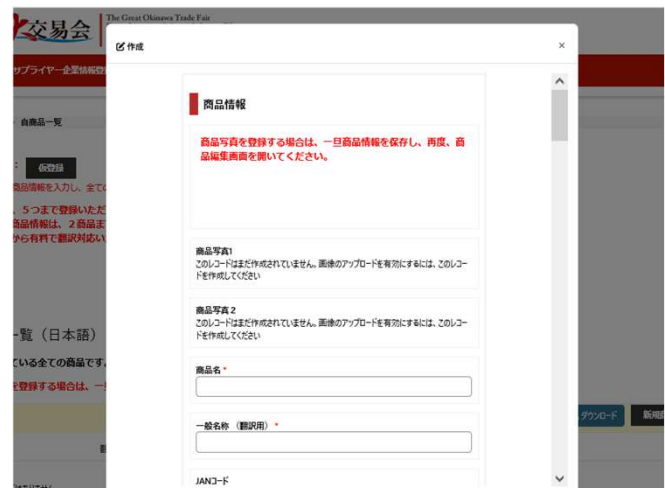 交易会
The Great Okinawa Trade Fair
作成
×
サプライヤー企業情報登
自商品一覧
商品情報
商品写真を登録する場合は、一旦商品情報を保存し、再度、商
品編集画面を開いてください。
仮登録
商品情報を入力し、全て
、5つまで登録いただ
商品情報は、2商品ま
から有料で翻訳対応い
商品写真1
このレコードはまだ作成されていません。画像のアップロードを有効にするには、このレコー
ドを作成してください
商品写真2
このレコードはまだ作成されていません。画像のアップロードを有効にするには、このレコー
ドを作成してください
一覧（日本語）
ている全ての商品です。
を登録する場合は、一
商品名*
ダウンロード
新規
一般名称 （翻訳用） *
JANコード